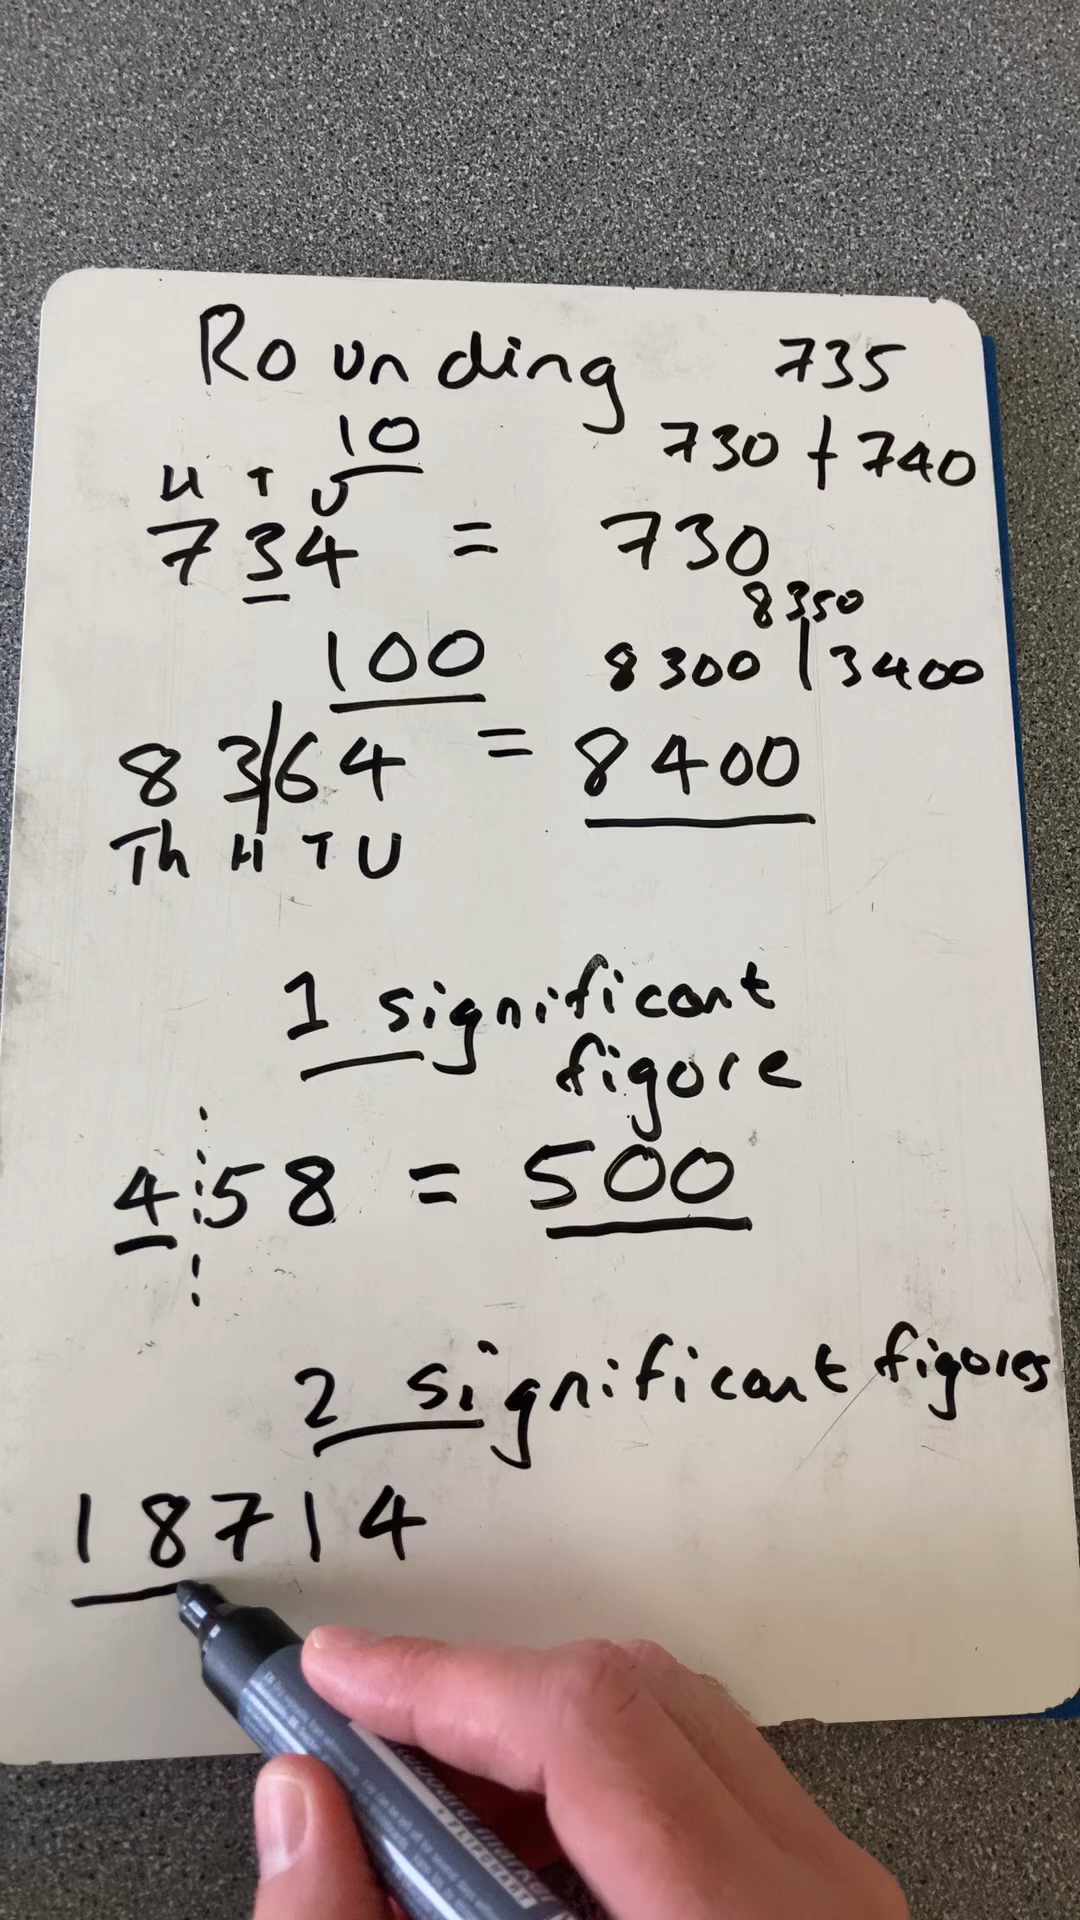 Rounding 735
10 730 | 740
H T U
734 = 730
8350
100 8300 | 3400
83/64 = 8400
Th H T U
1 significant
figure
4 58 = 500
2 significant figures
18714